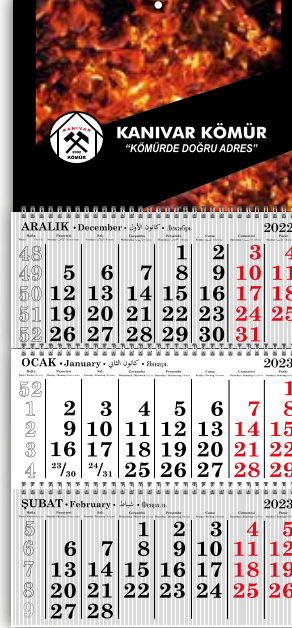 KANIVAR
2002
KÖMÜR
KANIVAR KÖMÜR
“KÖMÜRDE DOĞRU ADRES”
ARALIK • December • كانون الأول • Декабрь 2022
48 1 2 3 4
49 5 6 7 8 9 10 11
50 12 13 14 15 16 17 18
51 19 20 21 22 23 24 25
52 26 27 28 29 30 31
OCAK • January • كانون الثاني • Январь 2023
52 1
1 2 3 4 5 6 7 8
2 9 10 11 12 13 14 15
3 16 17 18 19 20 21 22
4 23/30 24/31 25 26 27 28 29
ŞUBAT • February • شباط • 2023
5 1 2 3 4 5
6 6 7 8 9 10 11 12
7 13 14 15 16 17 18 19
8 20 21 22 23 24 25 26
9 27 28